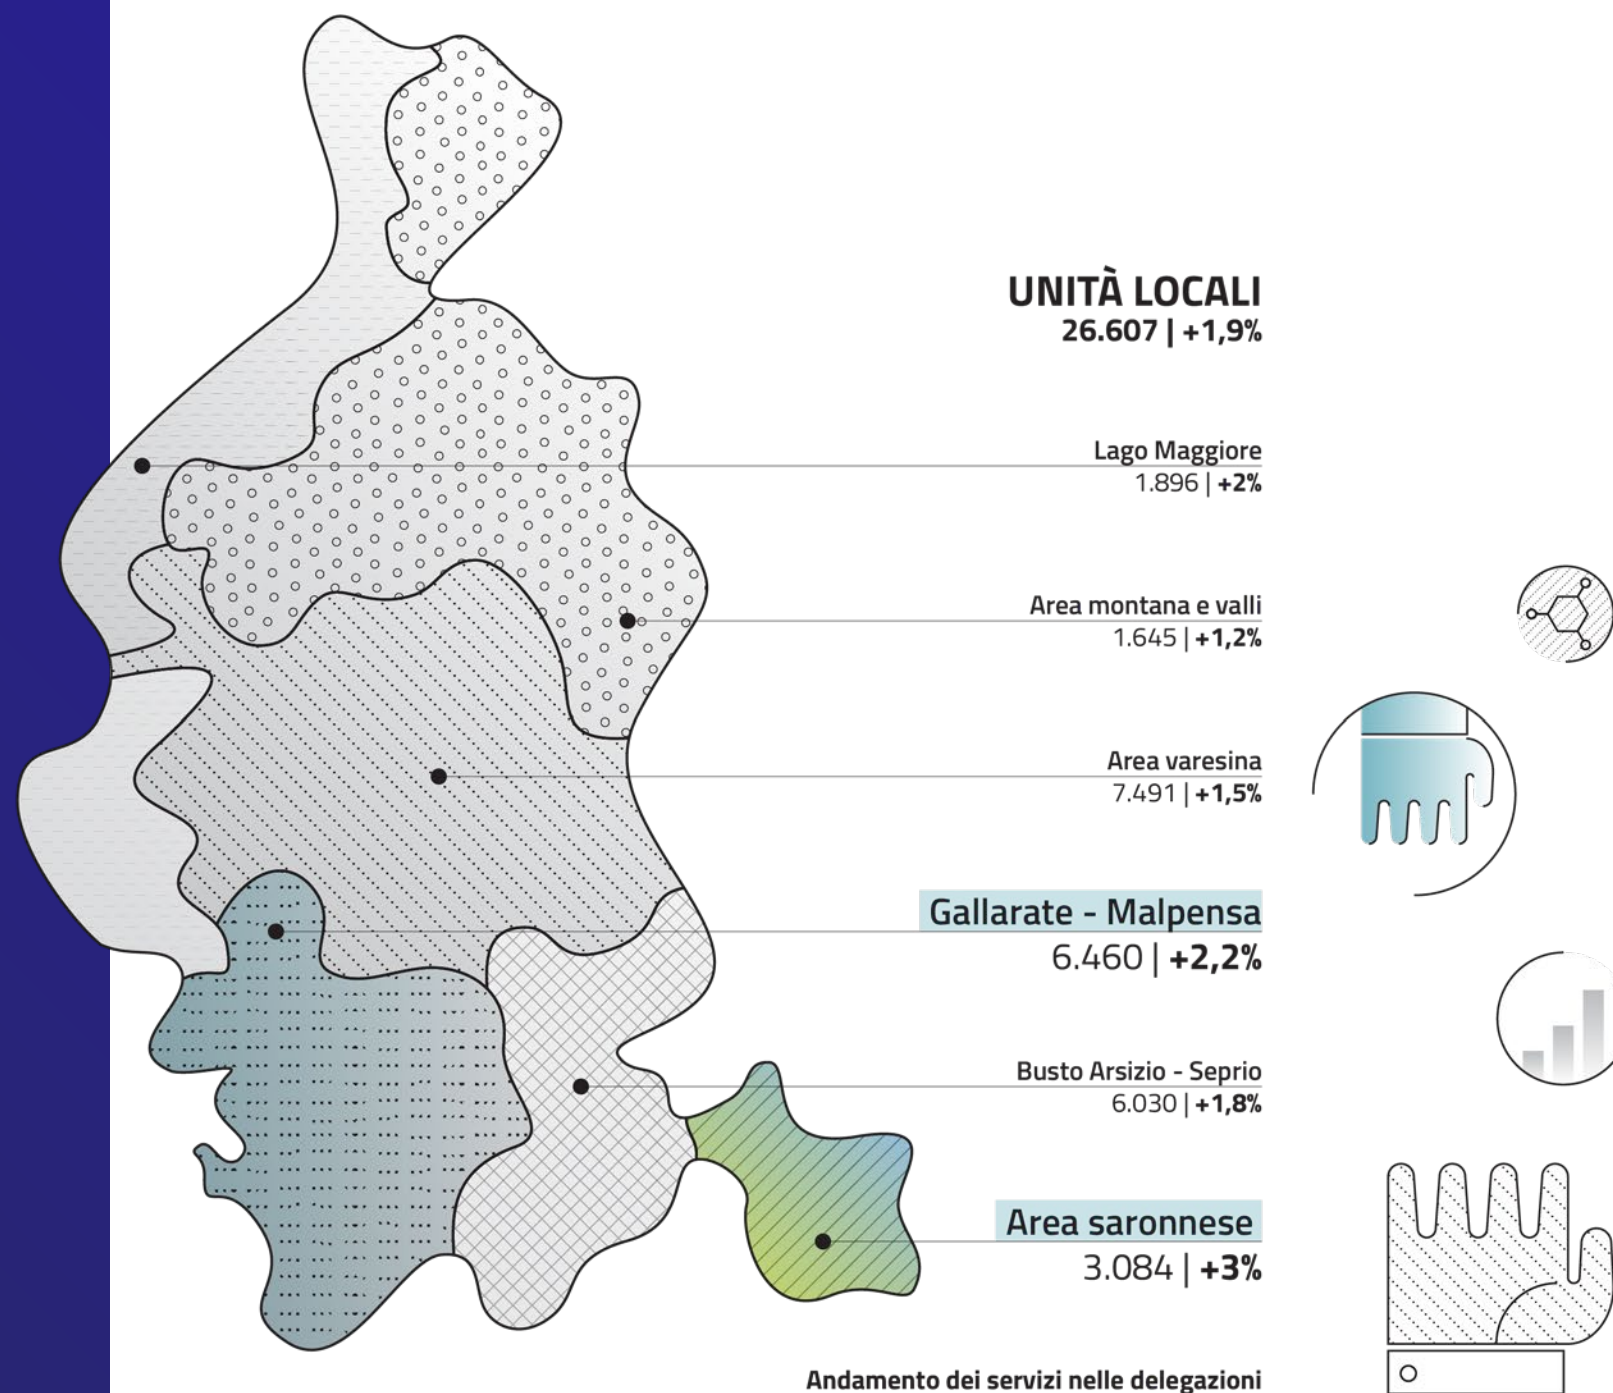 UNITÀ LOCALI
26.607 | +1,9%
Lago Maggiore
1.896 | +2%
Area montana e valli
1.645 | +1,2%
Area varesina
7.491 | +1,5%
Gallarate - Malpensa
6.460 | +2,2%
Busto Arsizio - Seprio
6.030 | +1,8%
Area saronnese
3.084 | +3%
Andamento dei servizi nelle delegazioni